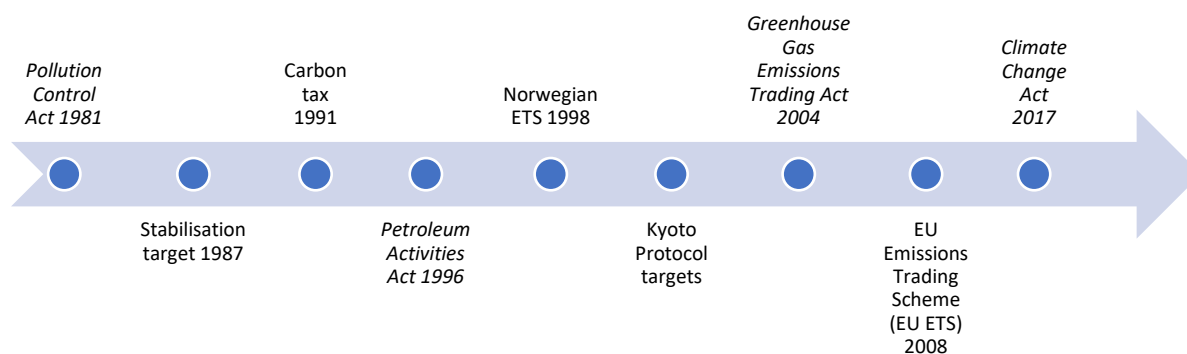 Pollution
Control
Act 1981
Stabilisation
target 1987
Carbon
tax
1991
Petroleum
Activities
Act 1996
Norwegian
ETS 1998
Kyoto
Protocol
targets
Greenhouse
Gas
Emissions
Trading Act
2004
EU
Emissions
Trading
Scheme
(EU ETS)
2008
Climate
Change
Act
2017